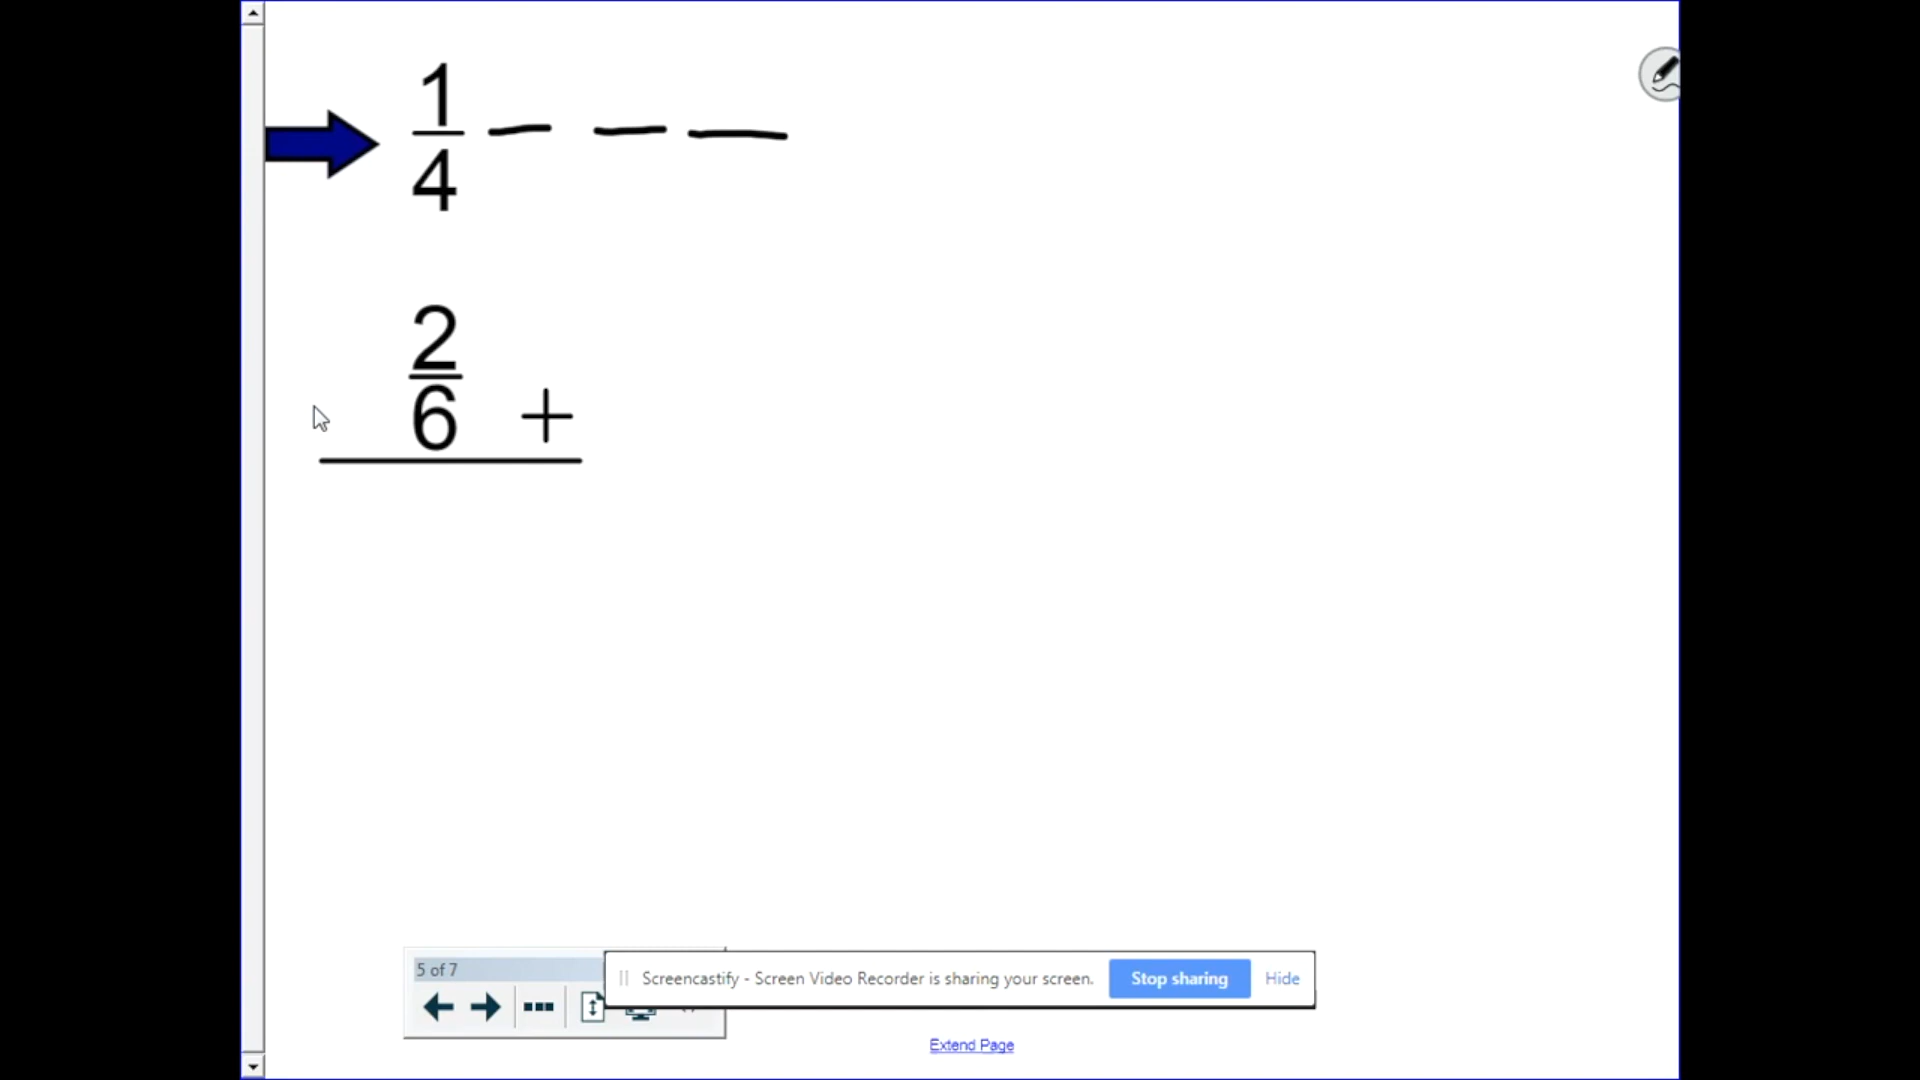 1
4
2
6 +
5 of 7
Screencastify - Screen Video Recorder is sharing your screen. Stop sharing Hide
Extend Page